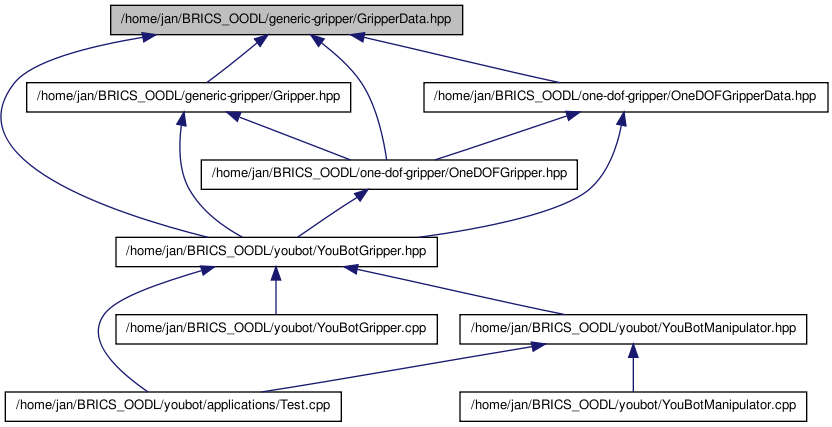 /home/jan/BRICS_OODL/generic-gripper/GripperData.hpp
/home/jan/BRICS_OODL/generic-gripper/Gripper.hpp
/home/jan/BRICS_OODL/one-dof-gripper/OneDOFGripperData.hpp
/home/jan/BRICS_OODL/one-dof-gripper/OneDOFGripper.hpp
/home/jan/BRICS_OODL/youbot/YouBotGripper.hpp
/home/jan/BRICS_OODL/youbot/YouBotGripper.cpp
/home/jan/BRICS_OODL/youbot/YouBotManipulator.hpp
/home/jan/BRICS_OODL/youbot/applications/Test.cpp
/home/jan/BRICS_OODL/youbot/YouBotManipulator.cpp